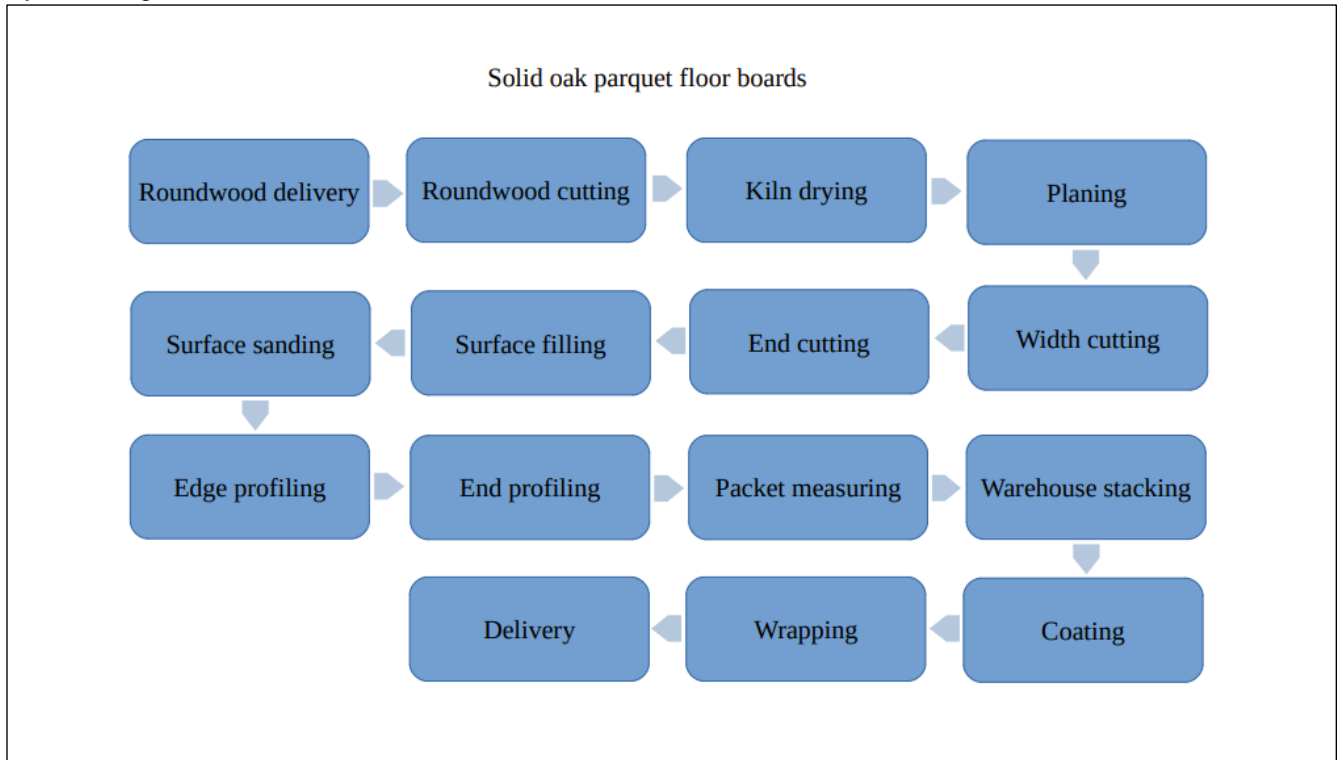 Solid oak parquet floor boards
Roundwood delivery
Roundwood cutting
Kiln drying
Planing
Width cutting
End cutting
Surface filling
Surface sanding
Edge profiling
End profiling
Packet measuring
Warehouse stacking
Coating
Wrapping
Delivery